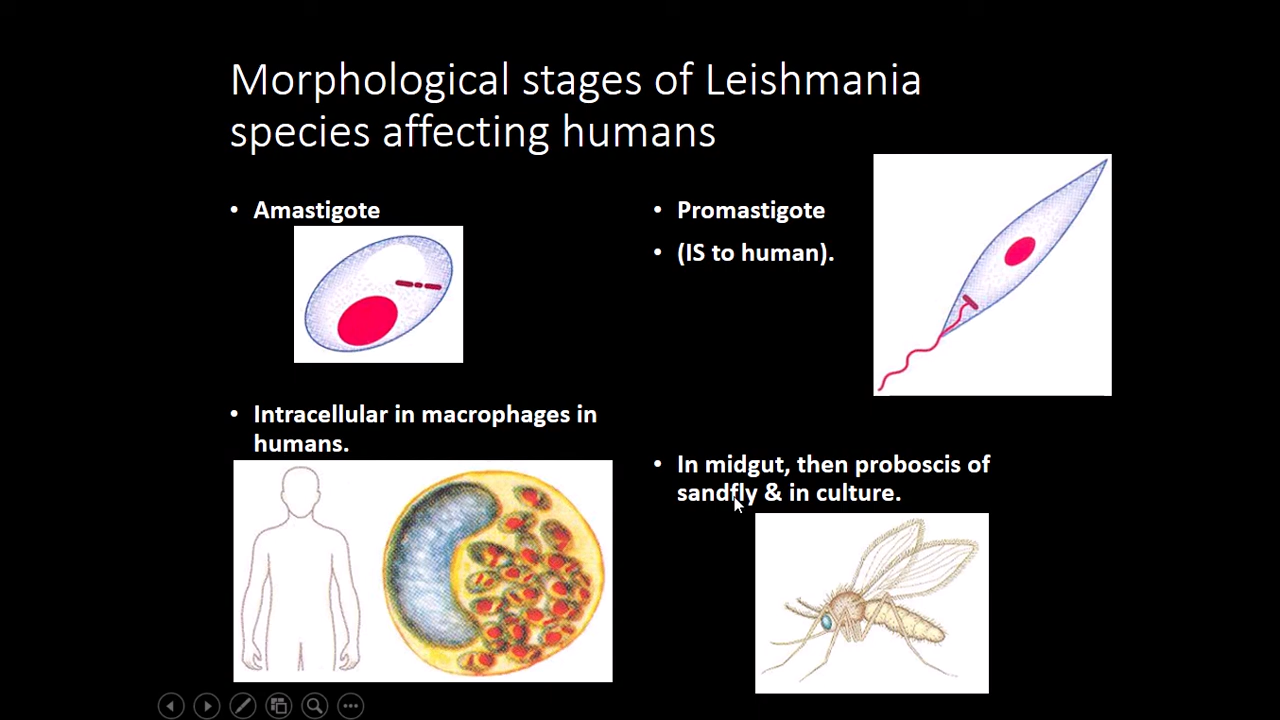 Morphological stages of Leishmania
species affecting humans
• Amastigote
• Intracellular in macrophages in
humans.
• Promastigote
• (IS to human).
• In midgut, then proboscis of
sandfly & in culture.